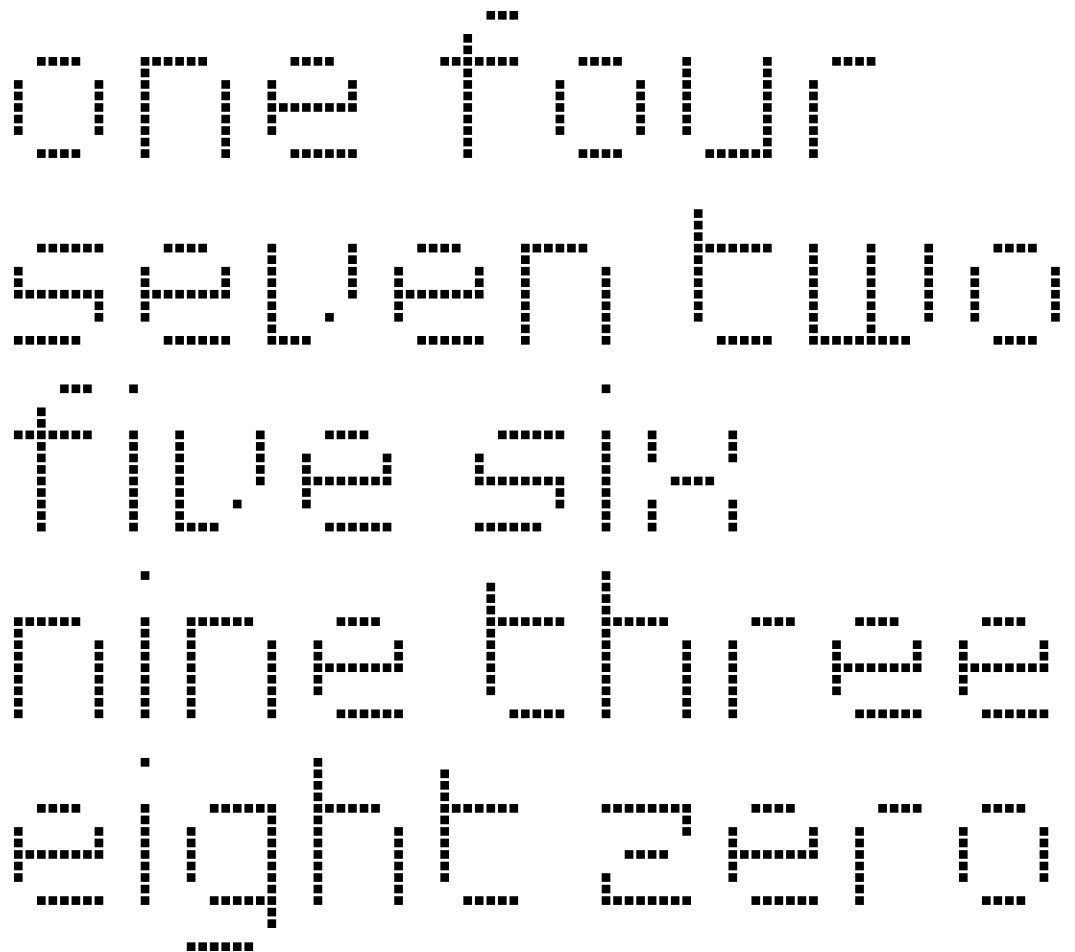 one four
seven two
five six
nine three
eight zero